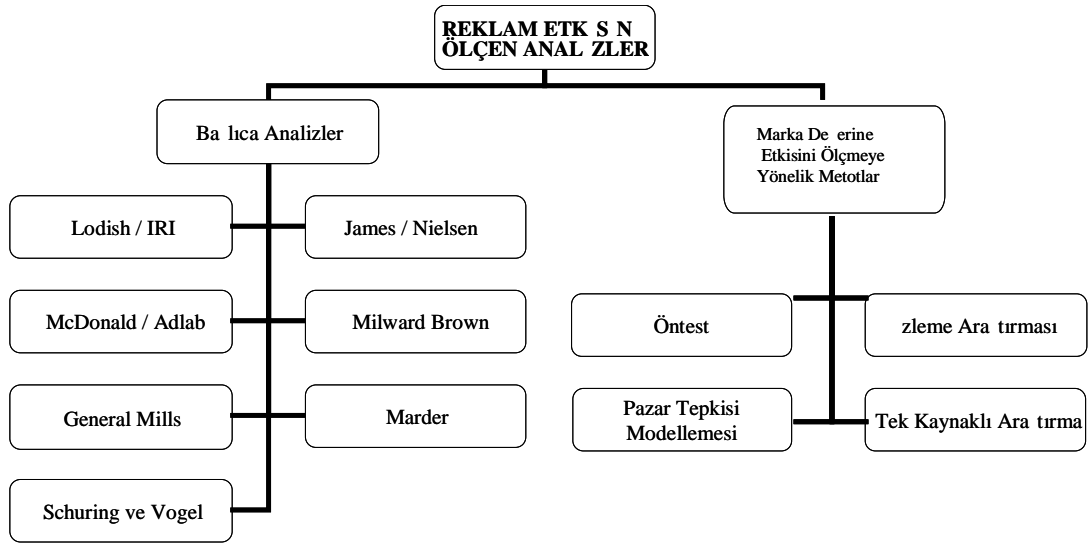 REKLAM ETK S N
ÖLÇEN ANAL ZLER
Ba lıca Analizler
Marka De erine
Etkisini Ölçmeye
Yönelik Metotlar
Lodish / IRI
James / Nielsen
McDonald / Adlab
Milward Brown
General Mills
Marder
Schuring ve Vogel
Öntest
zleme Ara tırması
Pazar Tepkisi
Modellemesi
Tek Kaynaklı Ara tırma